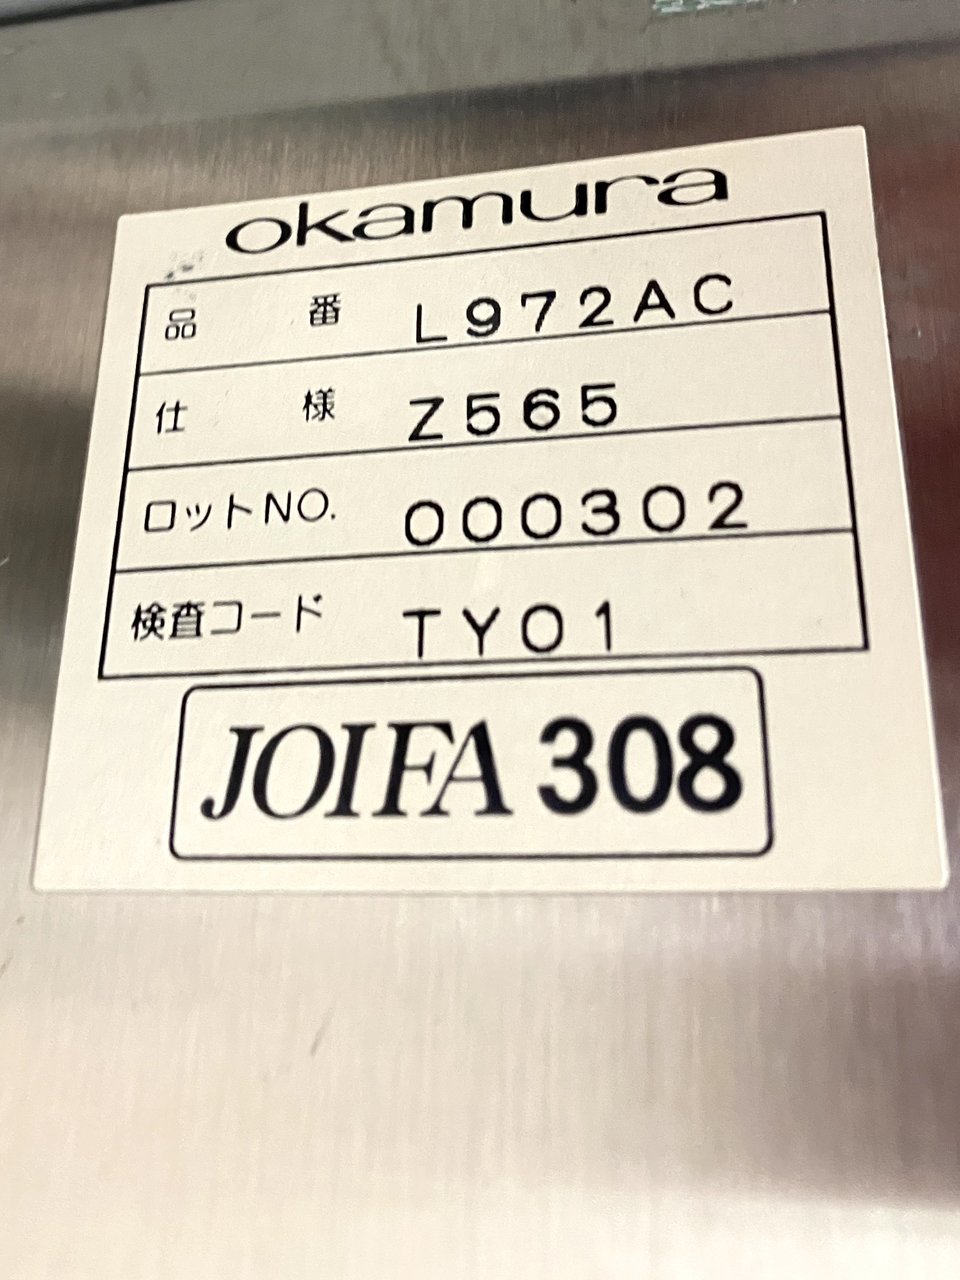 okamura
品番 L972AC
仕様 Z565
ロットNO. 000302
検査コード TY01
JOIFA 308